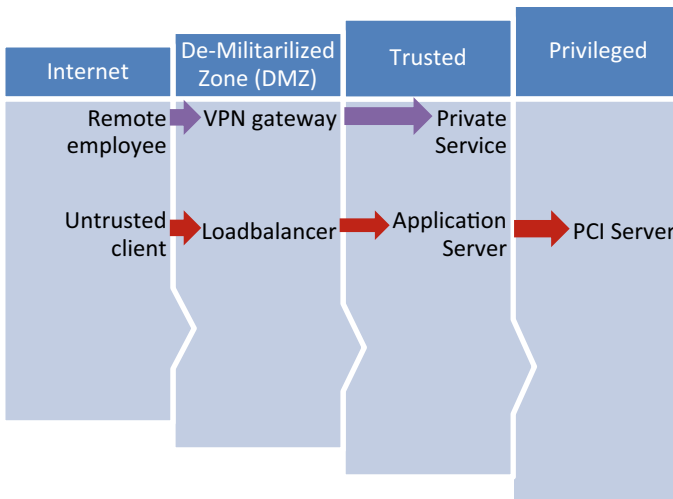 Internet
De-Militarilized
Zone (DMZ)
Trusted
Privileged
Remote
employee
VPN gateway
Private
Service
Untrusted
client
Loadbalancer
Application
Server
PCI Server